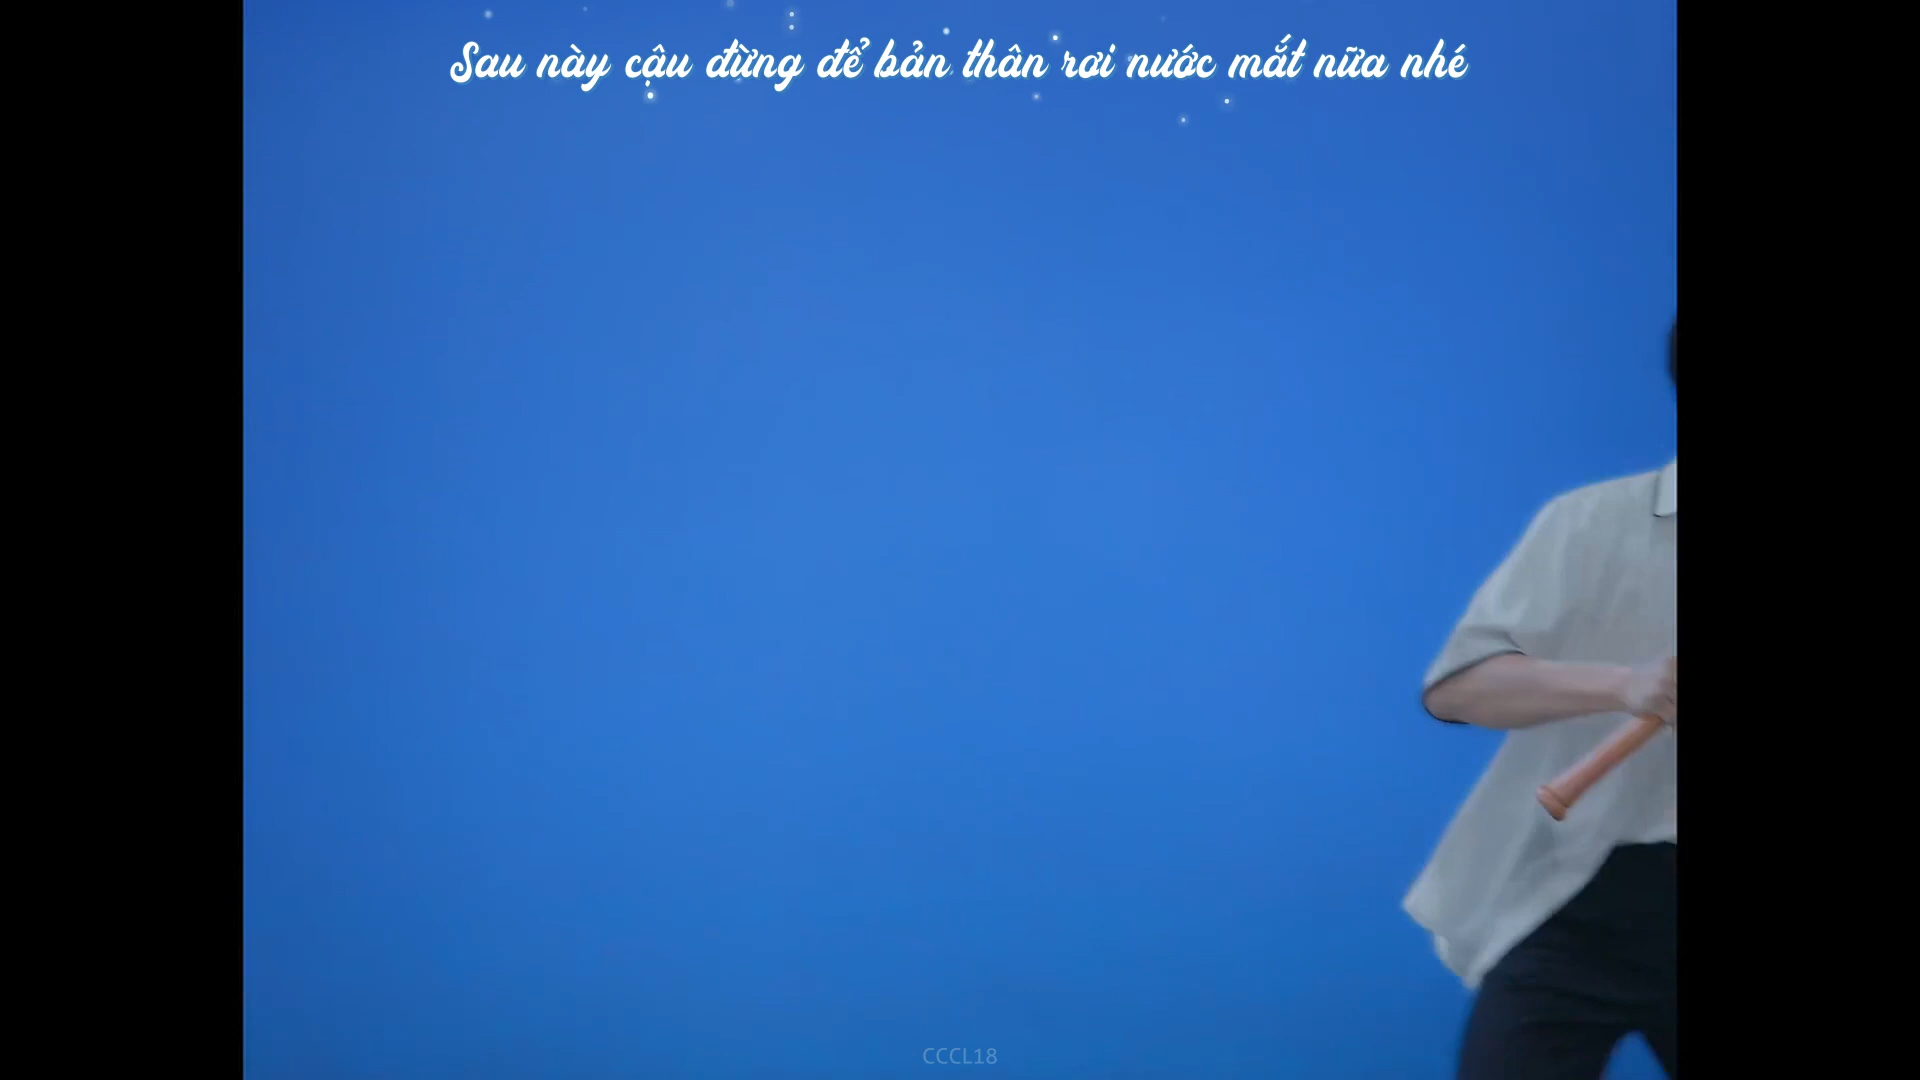 Sau này cậu đừng để bản thân rơi nước mắt nữa nhé
CCCL18